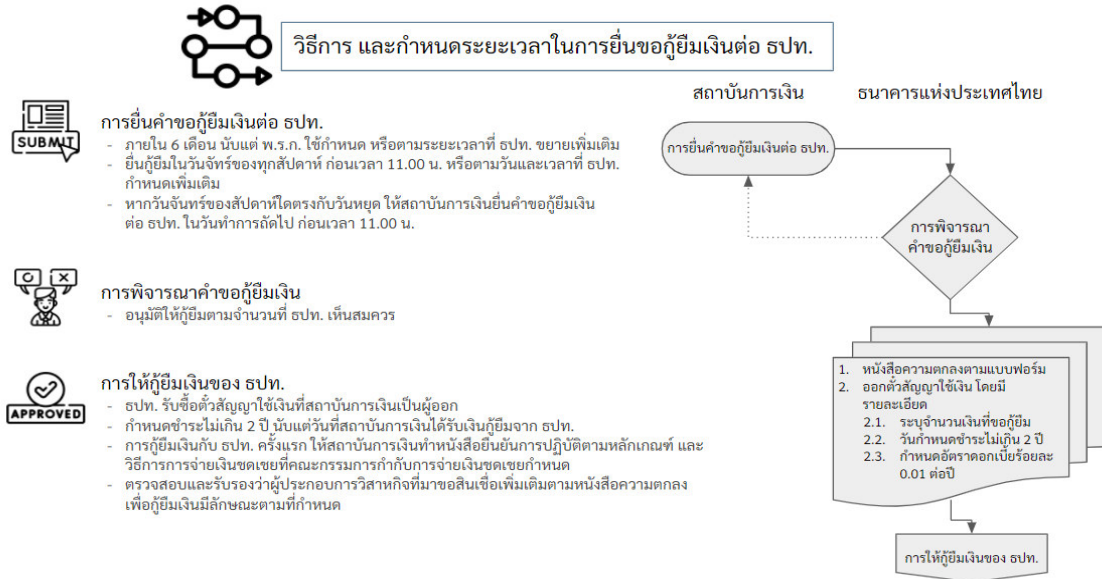 วิธีการ และกำหนดระยะเวลาในการยื่นขอกู้ยืมเงินต่อ ธปท.
SUBMIT
การยื่นคำขอกู้ยืมเงินต่อ ธปท.
- ภายใน 6 เดือน นับแต่ พ.ร.ก. ใช้กำหนด หรือตามระยะเวลาที่ ธปท. ขยายเพิ่มเติม
- ยื่นกู้ยืมในวันจัทร์ของทุกสัปดาห์ ก่อนเวลา 11.00 น. หรือตามวันและเวลาที่ ธปท.
กำหนดเพิ่มเติม
- หากวันจันทร์ของสัปดาห์ใดตรงกับวันหยุด ให้สถาบันการเงินยื่นคำขอกู้ยืมเงิน
ต่อ ธปท. ในวันทำการถัดไป ก่อนเวลา 11.00 น.
การพิจารณาคำขอกู้ยืมเงิน
- อนุมัติให้กู้ยืมตามจำนวนที่ ธปท. เห็นสมควร
APPROVED
การให้กู้ยืมเงินของ ธปท.
- ธปท. รับซื้อตั๋วสัญญาใช้เงินที่สถาบันการเงินเป็นผู้ออก
- กำหนดชำระไม่เกิน 2 ปี นับแต่วันที่สถาบันการเงินได้รับเงินกู้ยืมจาก ธปท.
- การกู้ยืมเงินกับ ธปท. ครั้งแรก ให้สถาบันการเงินทำหนังสือยืนยันการปฏิบัติตามหลักเกณฑ์ และ
วิธีการการจ่ายเงินชดเชยที่คณะกรรมการกำกับการจ่ายเงินชดเชยกำหนด
- ตรวจสอบและรับรองว่าผู้ประกอบการวิสาหกิจที่มาขอสินเชื่อเพิ่มเติมตามหนังสือความตกลง
เพื่อกู้ยืมเงินมีลักษณะตามที่กำหนด
สถาบันการเงิน
ธนาคารแห่งประเทศไทย
การยื่นคำขอกู้ยืมเงินต่อ ธปท.
การพิจารณา
คำขอกู้ยืมเงิน
1. หนังสือความตกลงตามแบบฟอร์ม
2. ออกตั๋วสัญญาใช้เงิน โดยมี
รายละเอียด
2.1. ระบุจำนวนเงินที่ขอกู้ยืม
2.2. วันกำหนดชำระไม่เกิน 2 ปี
2.3. กำหนดอัตราดอกเบี้ยร้อยละ
0.01 ต่อปี
การให้กู้ยืมเงินของ ธปท.